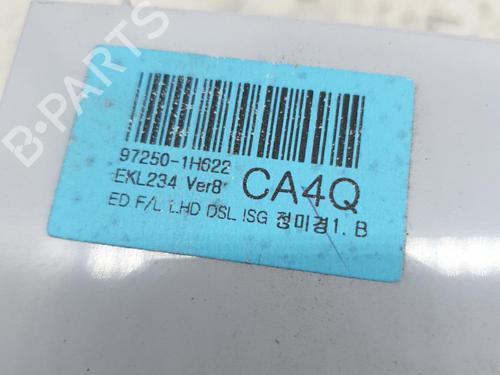 B-PARTS
97250-1H622
EKL234 Ver8 CA4Q
ED F/L LHD DSL ISG 정미경1. B